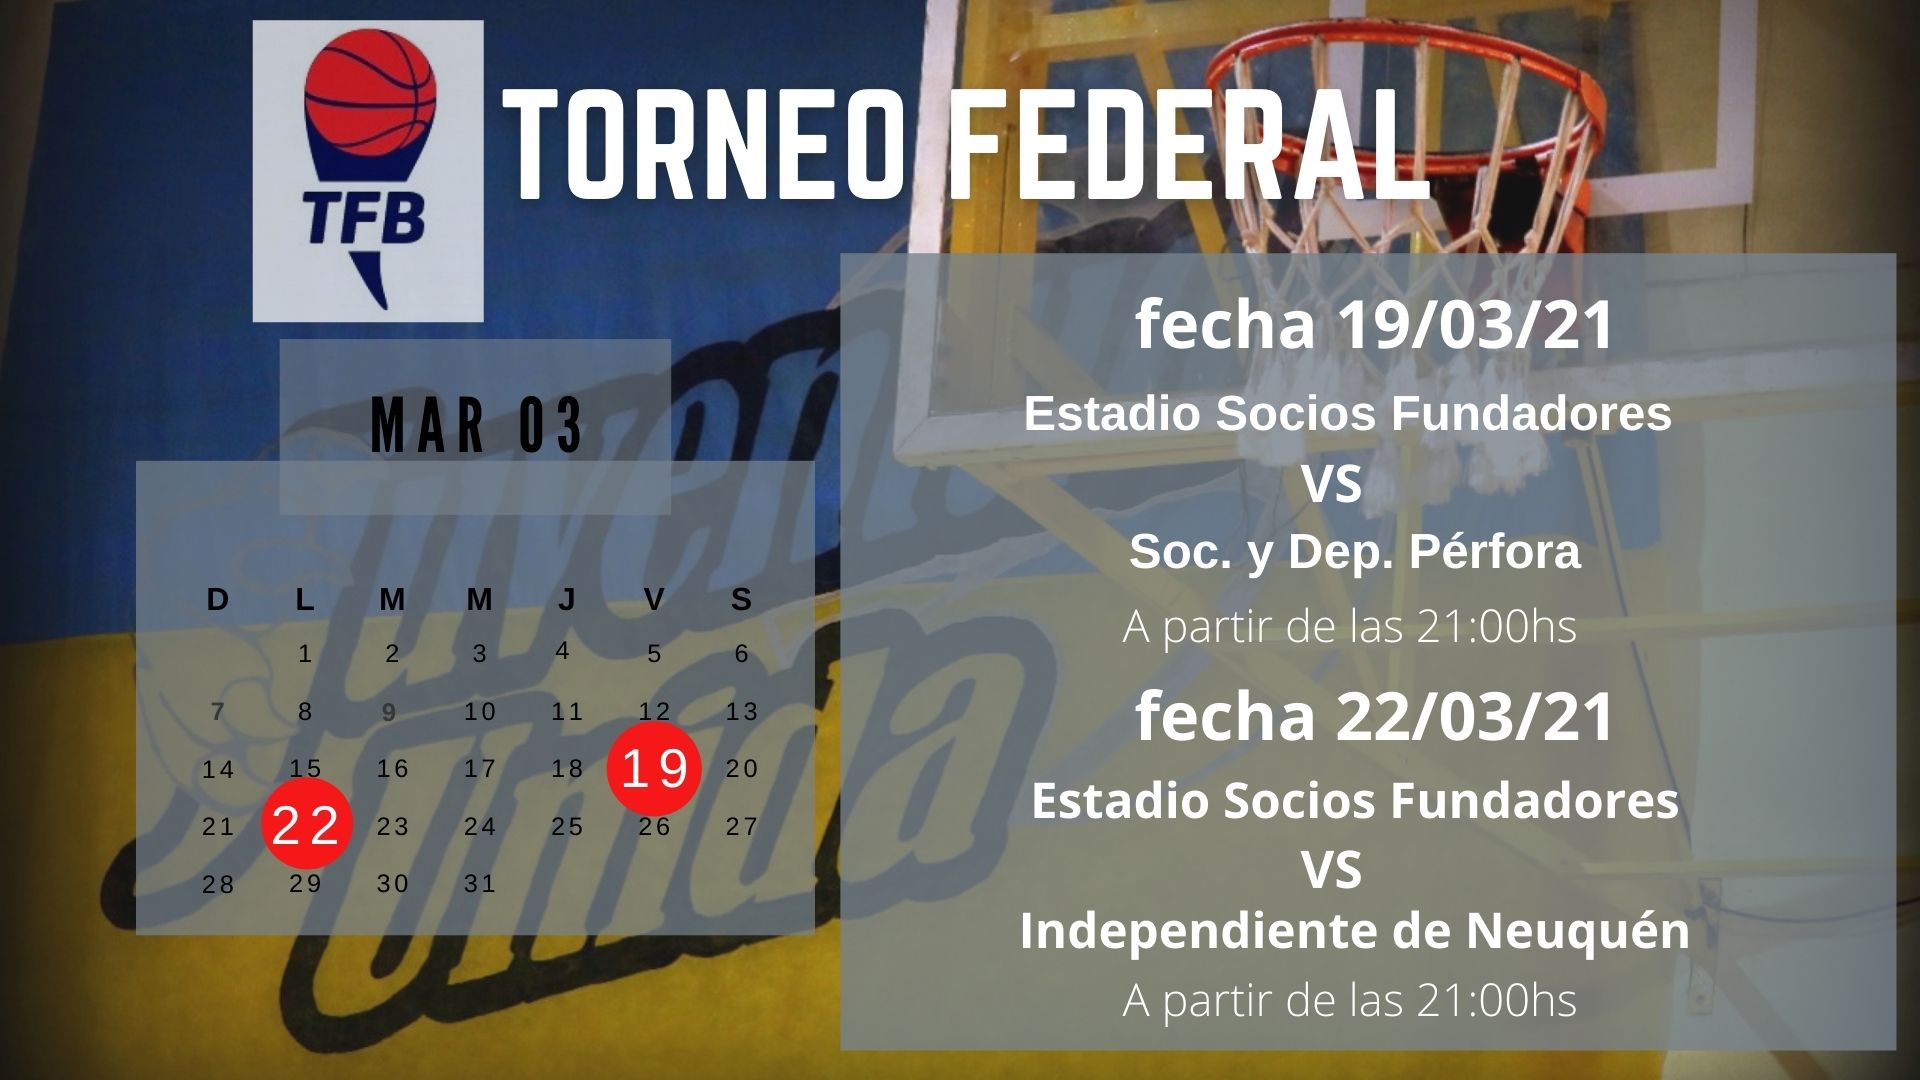 TFB
TORNEO FEDERAL
MAR 03
D L M M J V S
1 2 3 4 5 6
7 8 9 10 11 12 13
14 15 16 17 18 19 20
21 22 23 24 25 26 27
28 29 30 31
fecha 19/03/21
Estadio Socios Fundadores
VS
Soc. y Dep. Pérfora
A partir de las 21:00hs
fecha 22/03/21
Estadio Socios Fundadores
VS
Independiente de Neuquén
A partir de las 21:00hs
Unida